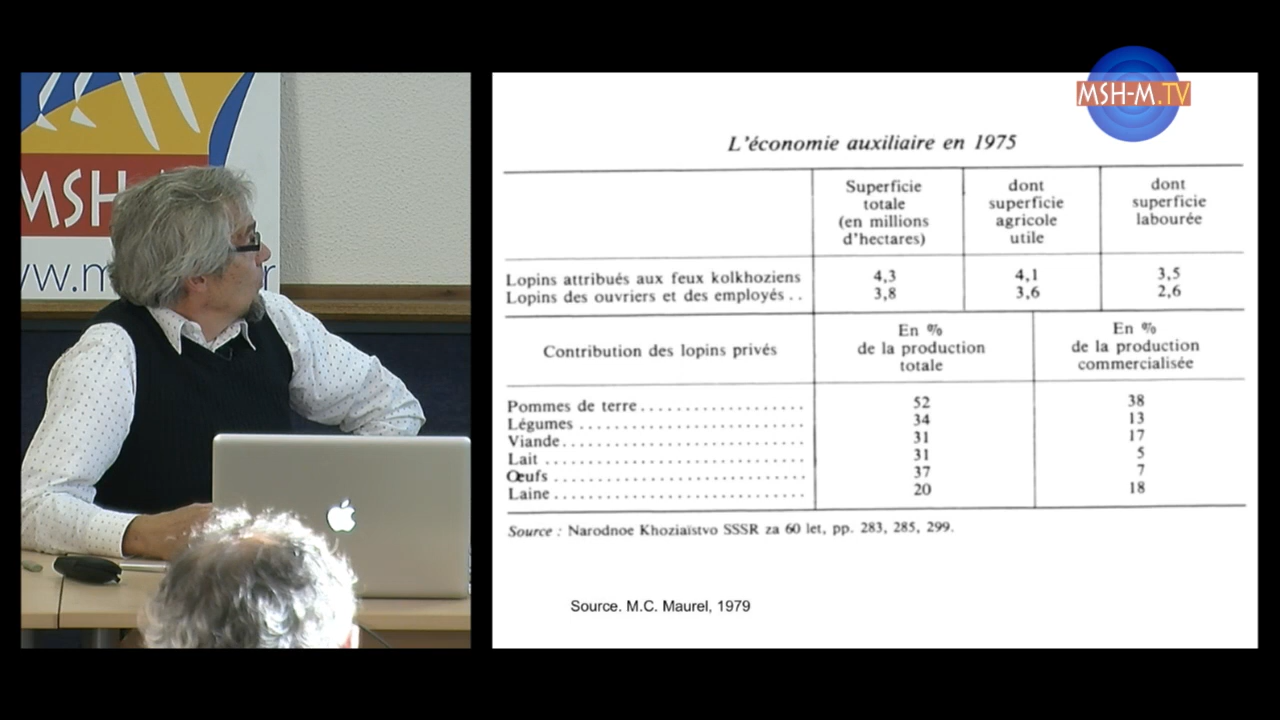 MSH-M.TV
MSH-
L'économie auxiliaire en 1975
Superficie
totale
(en millions
d'hectares)
dont
superficie
agricole
utile
dont
superficie
labourée
Lopins attribués aux feux kolkhoziens 4,3 4,1 3,5
Lopins des ouvriers et des employés . . 3,8 3,6 2,6
Contribution des lopins privés
En %
de la production
totale
En %
de la production
commercialisée
Pommes de terre . . . . . . . . . . . . . . . . . . . . 52 38
Légumes . . . . . . . . . . . . . . . . . . . . . . . . . . . 34 13
Viande . . . . . . . . . . . . . . . . . . . . . . . . . . . . . 31 17
Lait . . . . . . . . . . . . . . . . . . . . . . . . . . . . . . . 31 5
Œufs . . . . . . . . . . . . . . . . . . . . . . . . . . . . . . 37 7
Laine . . . . . . . . . . . . . . . . . . . . . . . . . . . . . . 20 18
Source : Narodnoe Khoziaïstvo SSSR za 60 let, pp. 283, 285, 299.
Source. M.C. Maurel, 1979